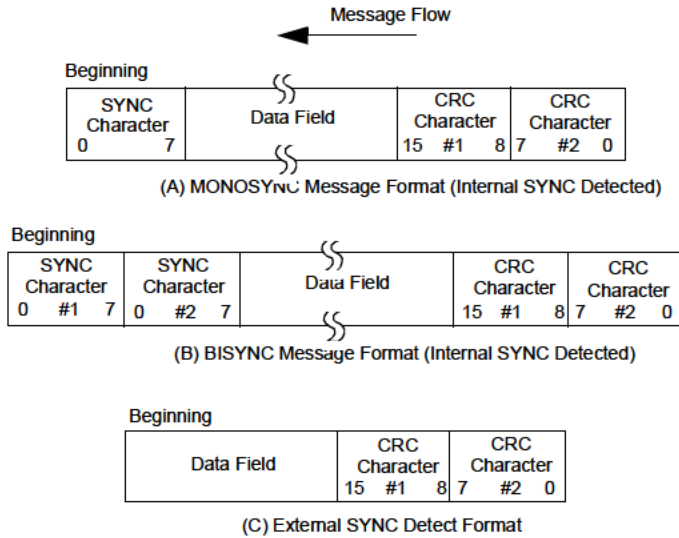 Message Flow
Beginning
SYNC Character 0 7
Data Field
CRC Character 15 #1 8
CRC Character 7 #2 0
(A) MONOSYNC Message Format (Internal SYNC Detected)
Beginning
SYNC Character 0 #1 7
SYNC Character 0 #2 7
Data Field
CRC Character 15 #1 8
CRC Character 7 #2 0
(B) BISYNC Message Format (Internal SYNC Detected)
Beginning
Data Field
CRC Character 15 #1 8
CRC Character 7 #2 0
(C) External SYNC Detect Format